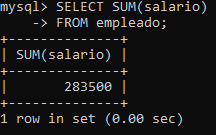 mysql> SELECT SUM(salario)
    -> FROM empleado;
+--------------+
| SUM(salario) |
+--------------+
|       283500 |
+--------------+
1 row in set (0.00 sec)